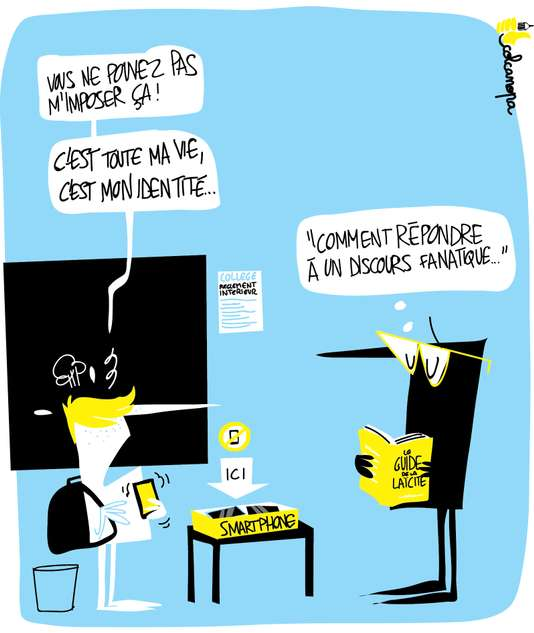 VOUS NE POUVEZ PAS
M'IMPOSER ÇA !
C'EST TOUTE MA VIE,
C'EST MON IDENTITÉ...
"COMMENT RÉPONDRE
À UN DISCOURS FANATIQUE..."
COLLEGE
REGLEMENT
INTERIEUR
ICI
SMARTPHONE
LE
GUIDE
DE LA
LAÏCITÉ